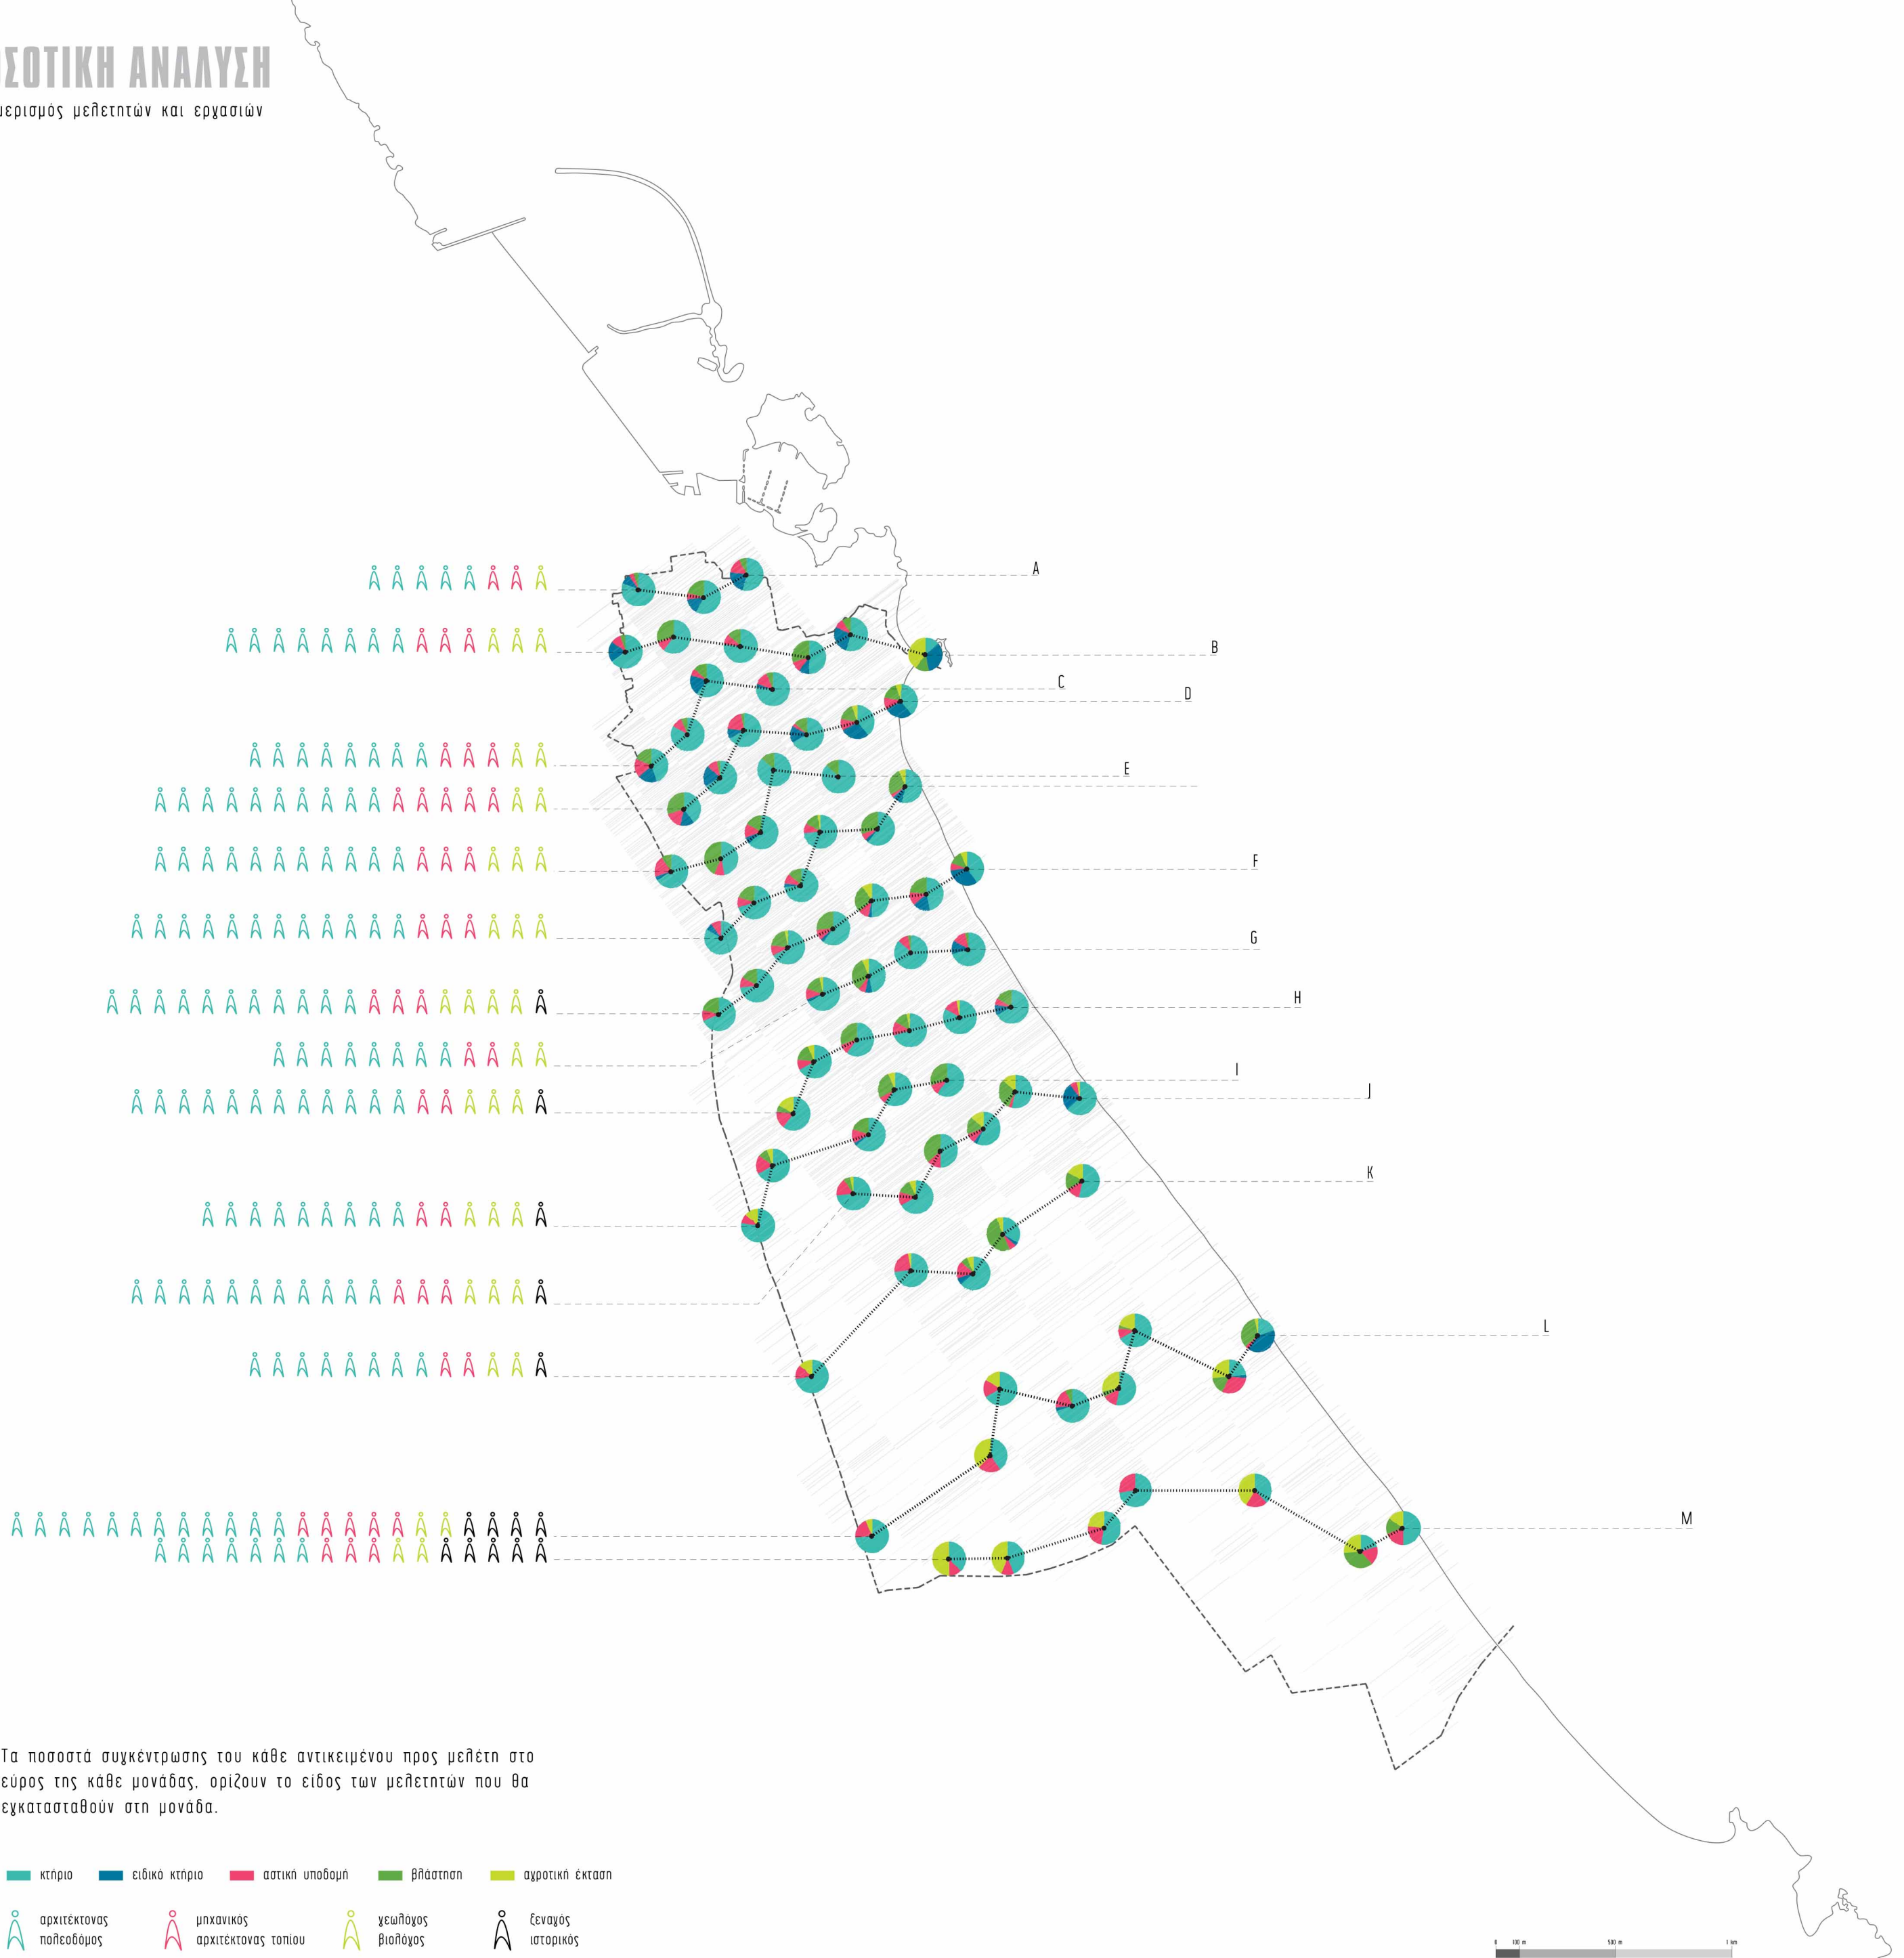 ΣΟΤΙΚΗ ΑΝΑΛΥΣΗ
μερισμός μελετητών και εργασιών
A
B
C
D
E
F
G
H
I
J
K
L
M
Τα ποσοστά συγκέντρωσης του κάθε αντικειμένου προς μελέτη στο
εύρος της κάθε μονάδας, ορίζουν το είδος των μελετητών που θα
εγκατασταθούν στη μονάδα.
κτήριο ειδικό κτήριο αστική υποδομή βλάστηση αγροτική έκταση
αρχιτέκτονας
πολεοδόμος
μηχανικός
αρχιτέκτονας τοπίου
γεωλόγος
βιολόγος
ξεναγός
ιστορικός
0 100 m 500 m 1 km